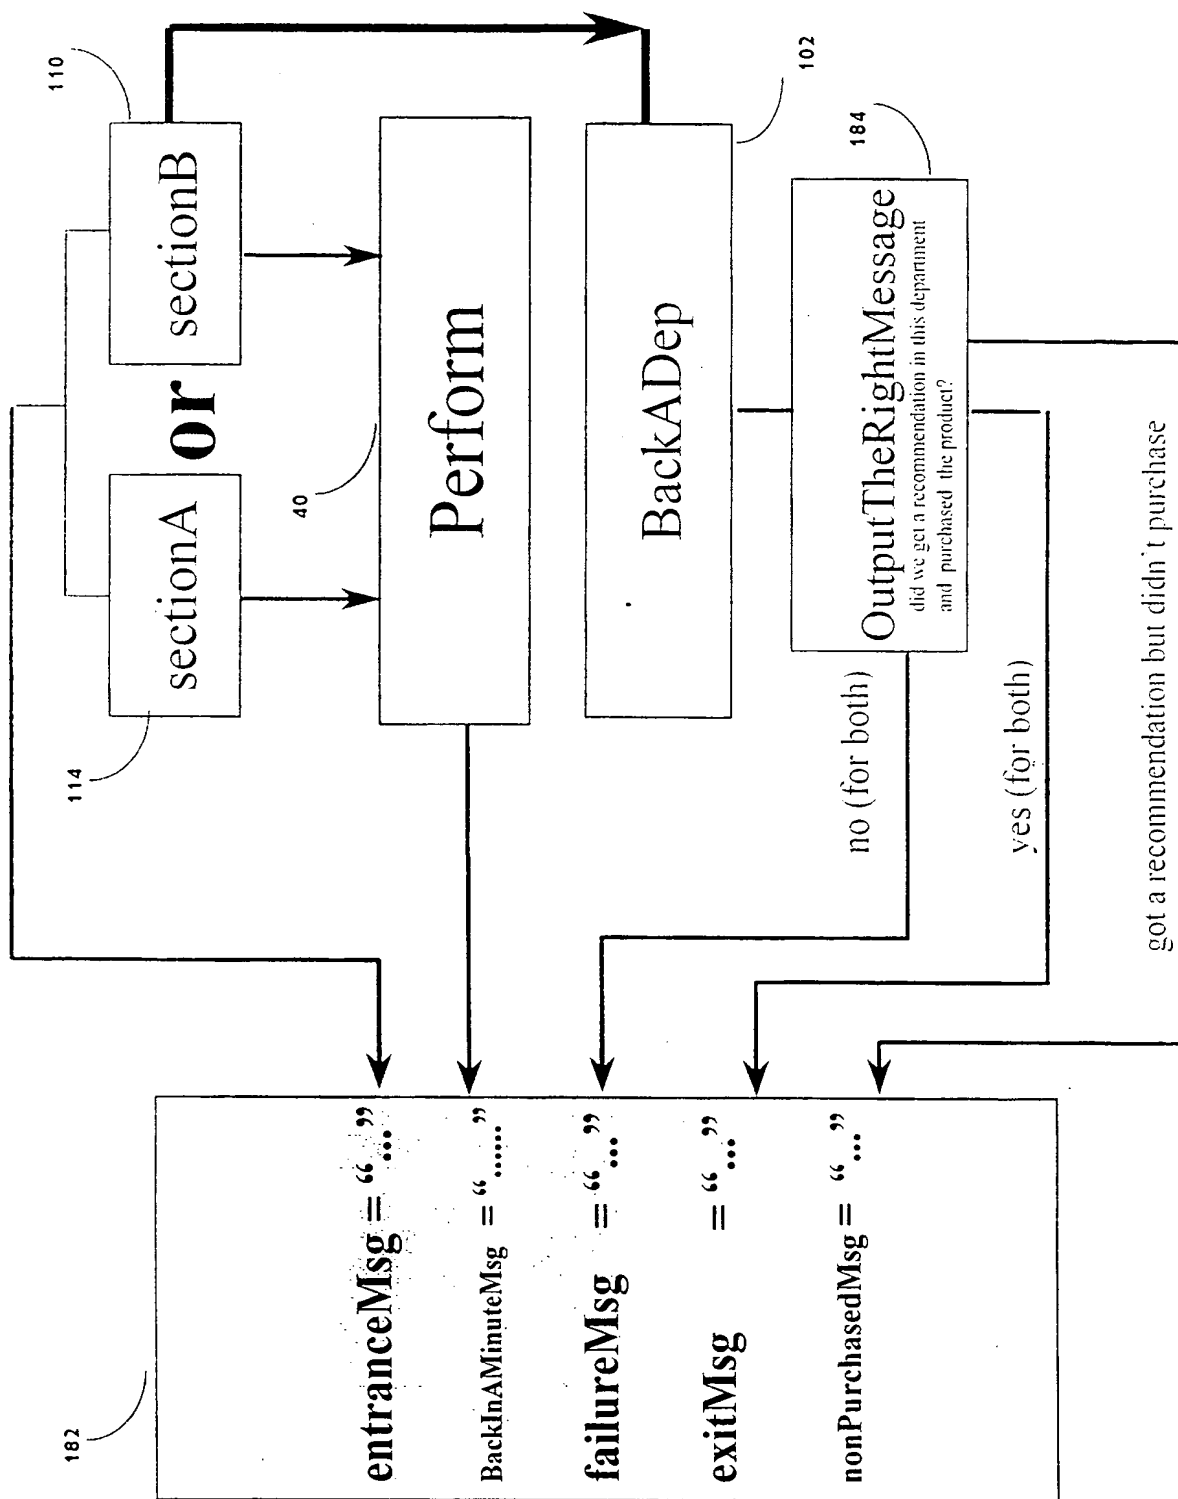 182
entranceMsg = “...”
BackInAMinuteMsg = “......”
failureMsg = “...”
exitMsg = “...”
nonPurchasedMsg = “...”
114
sectionA
or
sectionB
110
40
Perform
BackADep
102
184
OutputTheRightMessage
did we get a recommendation in this department
and purchased the product?
no (for both)
yes (for both)
got a recommendation but didn't purchase